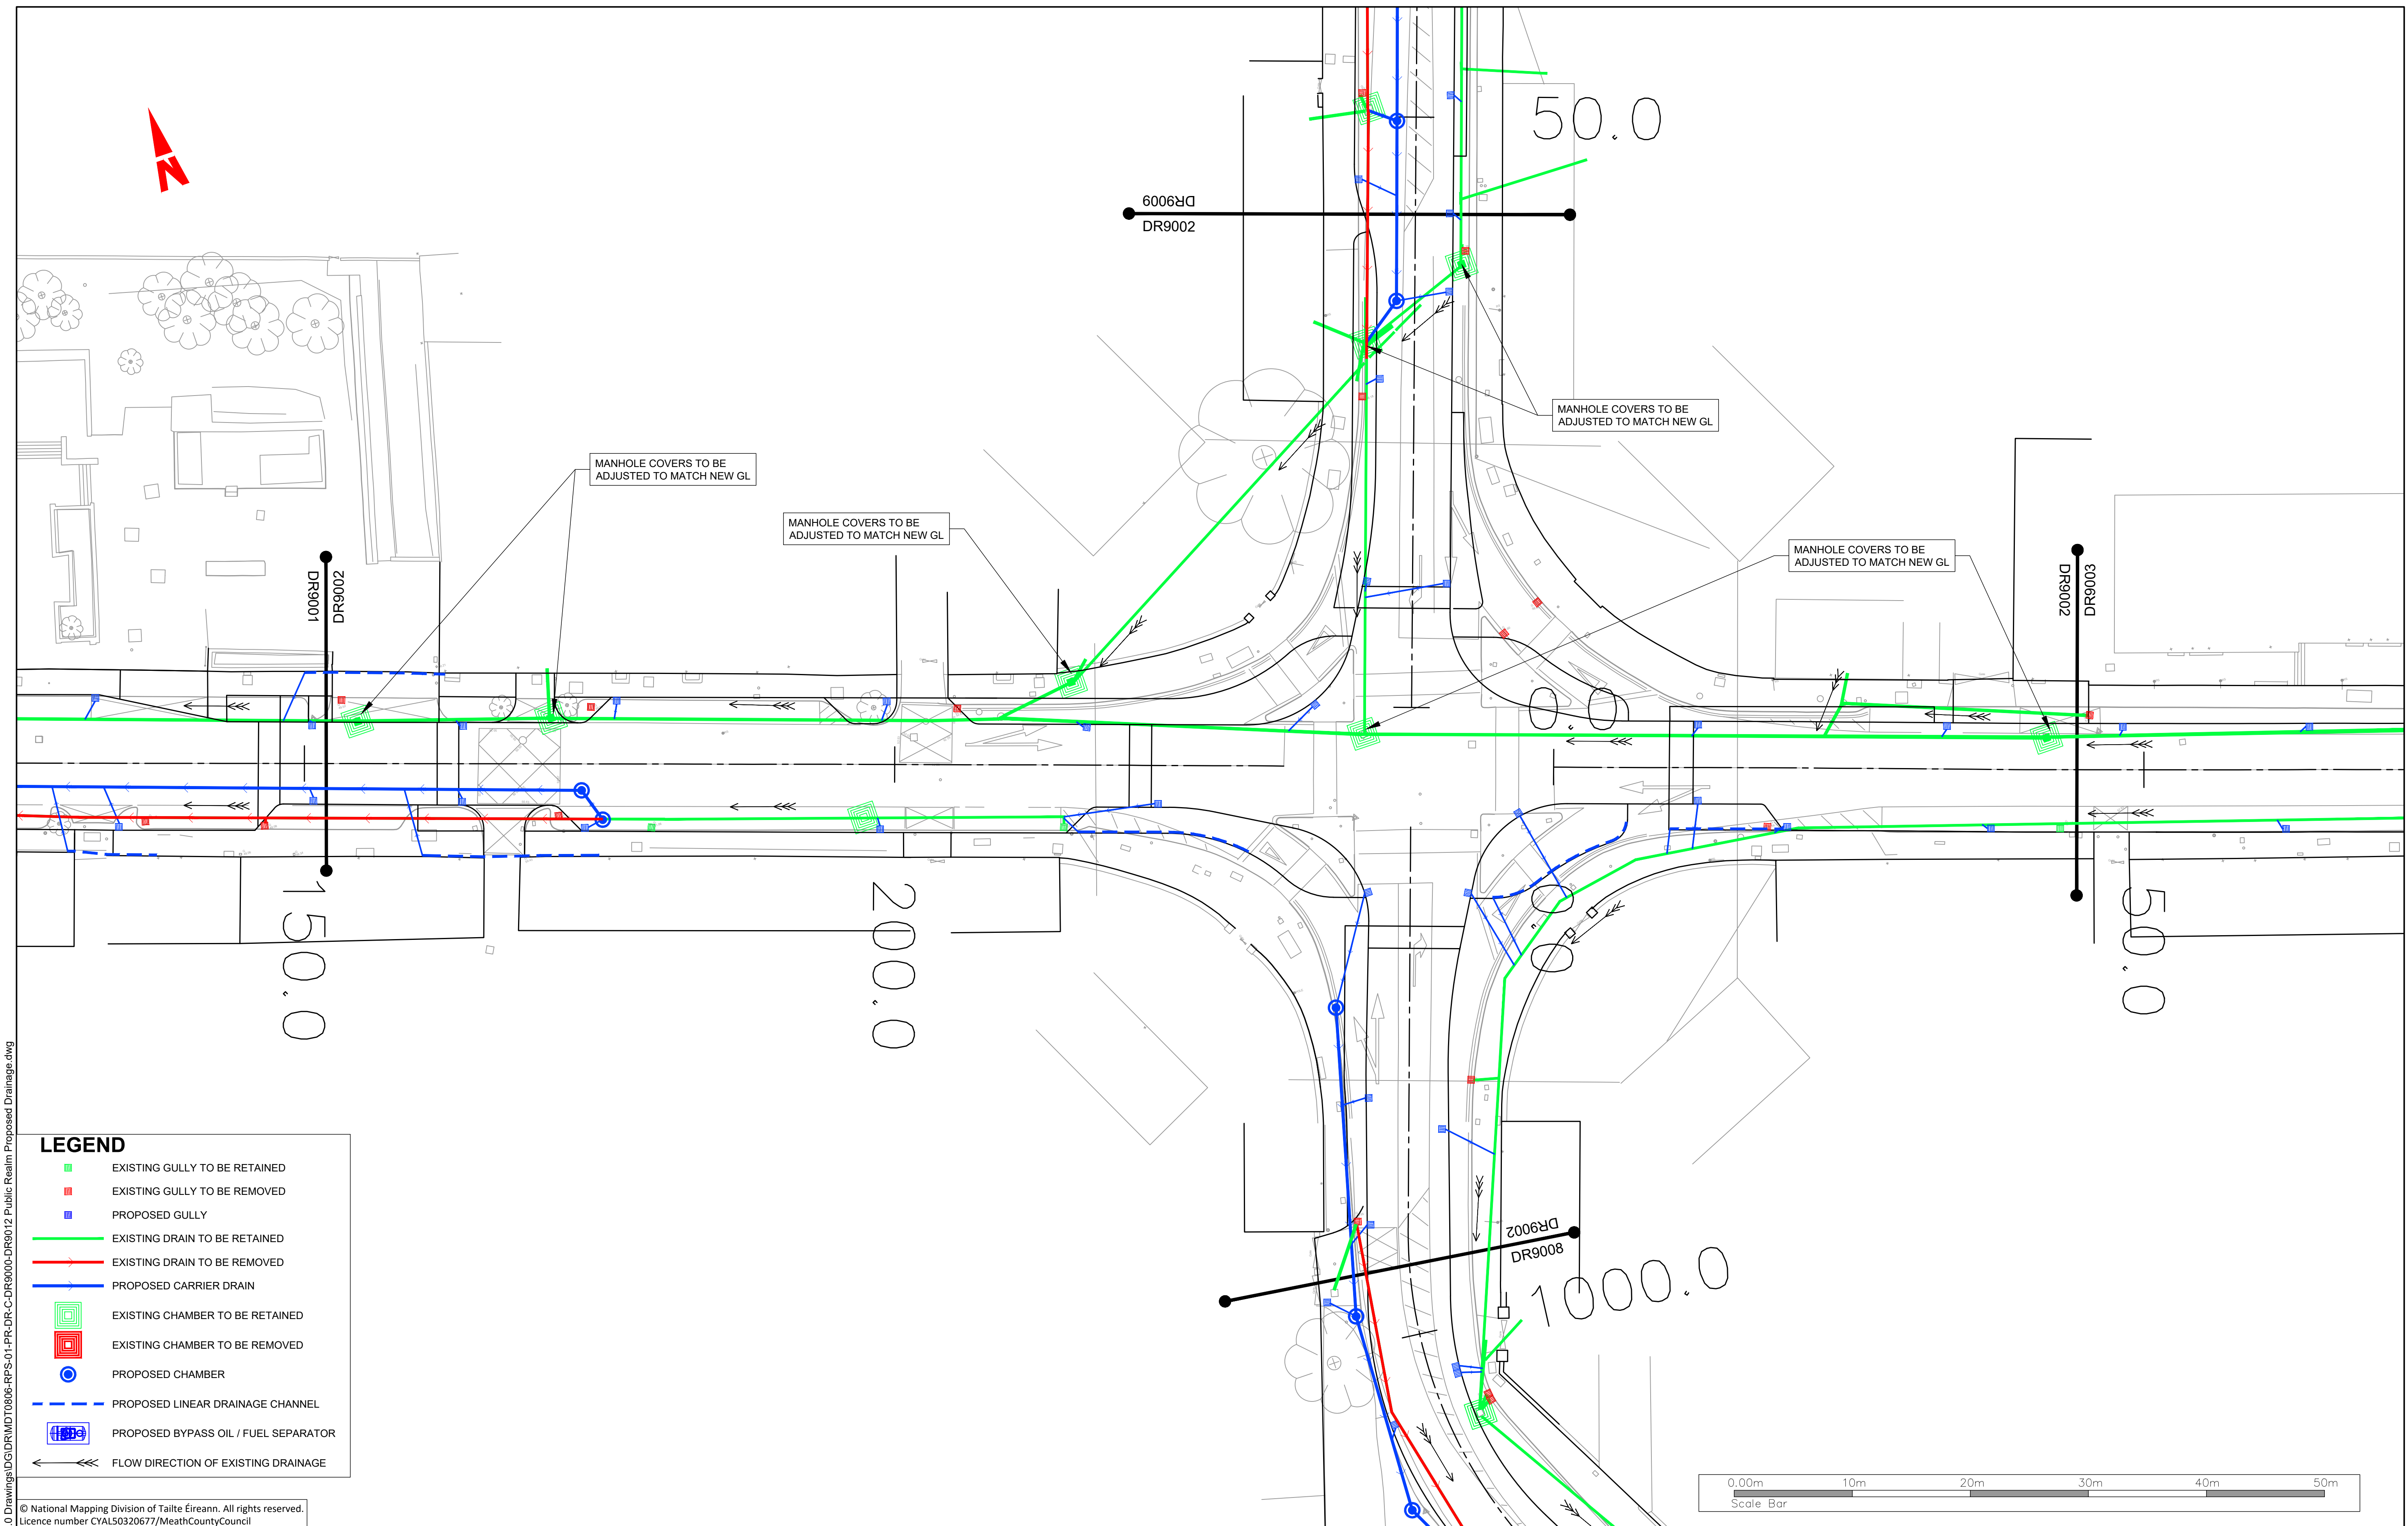 N
50.0
DR9009
DR9002
MANHOLE COVERS TO BE
ADJUSTED TO MATCH NEW GL
MANHOLE COVERS TO BE
ADJUSTED TO MATCH NEW GL
MANHOLE COVERS TO BE
ADJUSTED TO MATCH NEW GL
MANHOLE COVERS TO BE
ADJUSTED TO MATCH NEW GL
DR9001
DR9002
DR9002
DR9003
0.0
0.0
150.0
200.0
50.0
DR9002
DR9008
1000.0
LEGEND
EXISTING GULLY TO BE RETAINED
EXISTING GULLY TO BE REMOVED
PROPOSED GULLY
EXISTING DRAIN TO BE RETAINED
EXISTING DRAIN TO BE REMOVED
PROPOSED CARRIER DRAIN
EXISTING CHAMBER TO BE RETAINED
EXISTING CHAMBER TO BE REMOVED
PROPOSED CHAMBER
PROPOSED LINEAR DRAINAGE CHANNEL
PROPOSED BYPASS OIL / FUEL SEPARATOR
FLOW DIRECTION OF EXISTING DRAINAGE
0.00m 10m 20m 30m 40m 50m
Scale Bar
© National Mapping Division of Tailte Éireann. All rights reserved.
Licence number CYAL50320677/MeathCountyCouncil
.0 Drawings\DG\DR\MDT0806-RPS-01-PR-DR-C-DR9000-DR9012 Public Realm Proposed Drainage.dwg